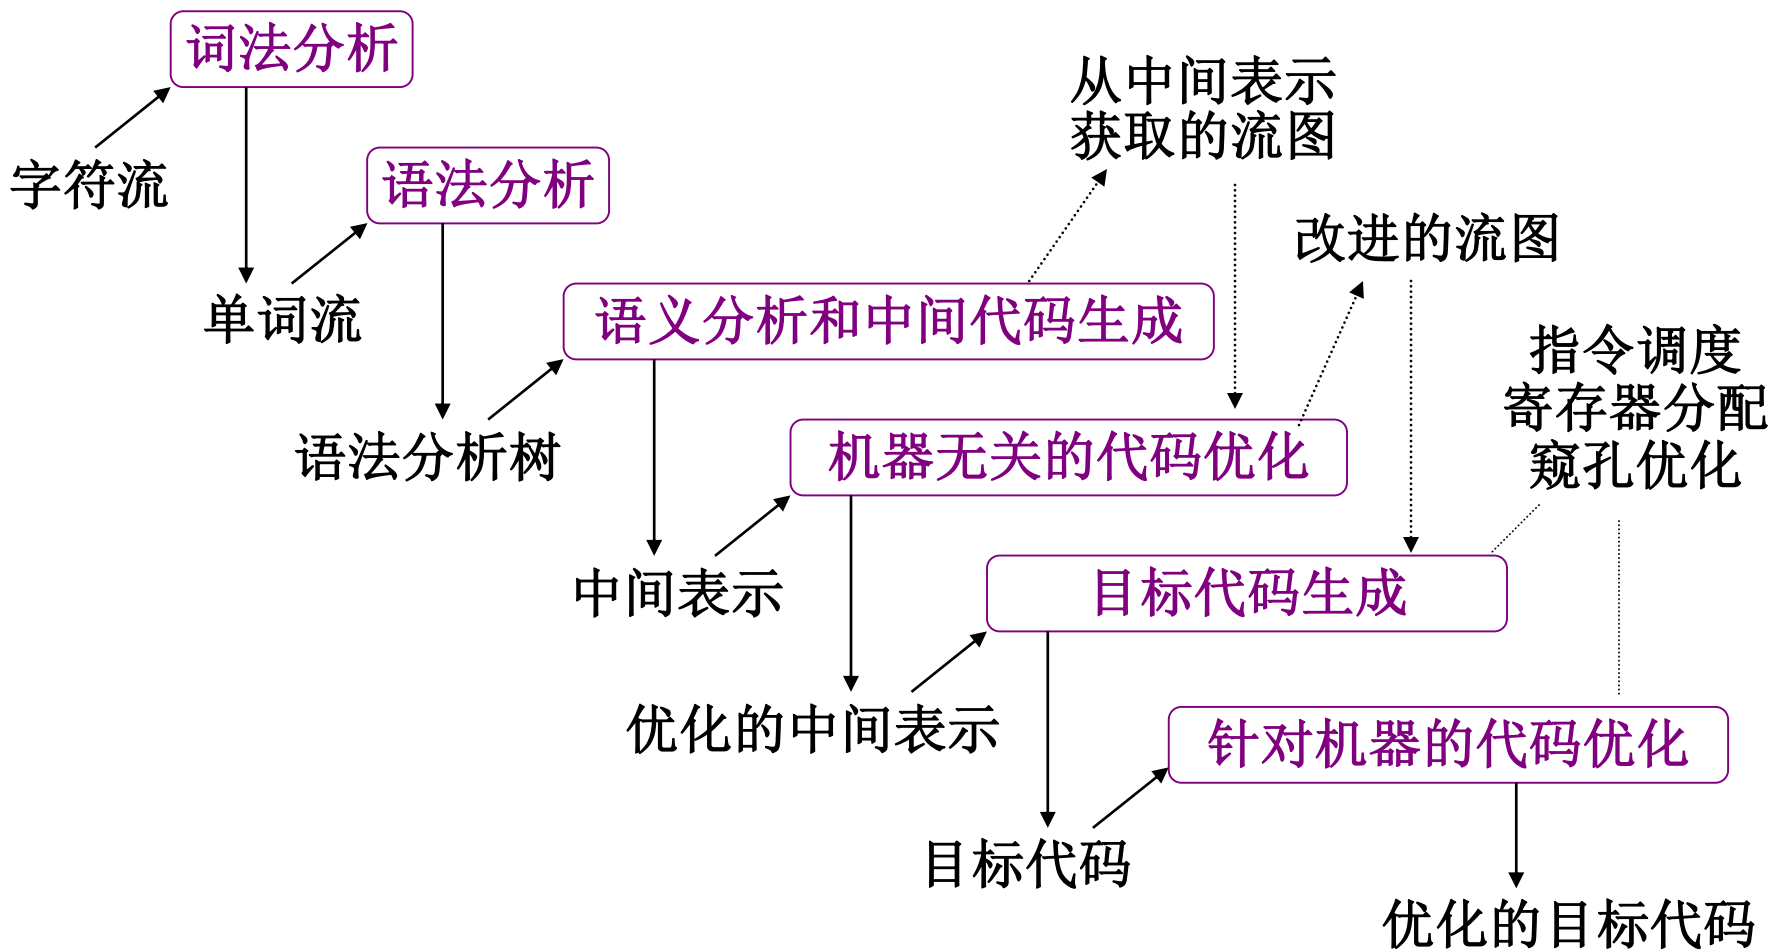 词法分析
从中间表示
获取的流图
字符流
语法分析
改进的流图
单词流
语义分析和中间代码生成
指令调度
寄存器分配
窥孔优化
语法分析树
机器无关的代码优化
中间表示
目标代码生成
优化的中间表示
针对机器的代码优化
目标代码
优化的目标代码